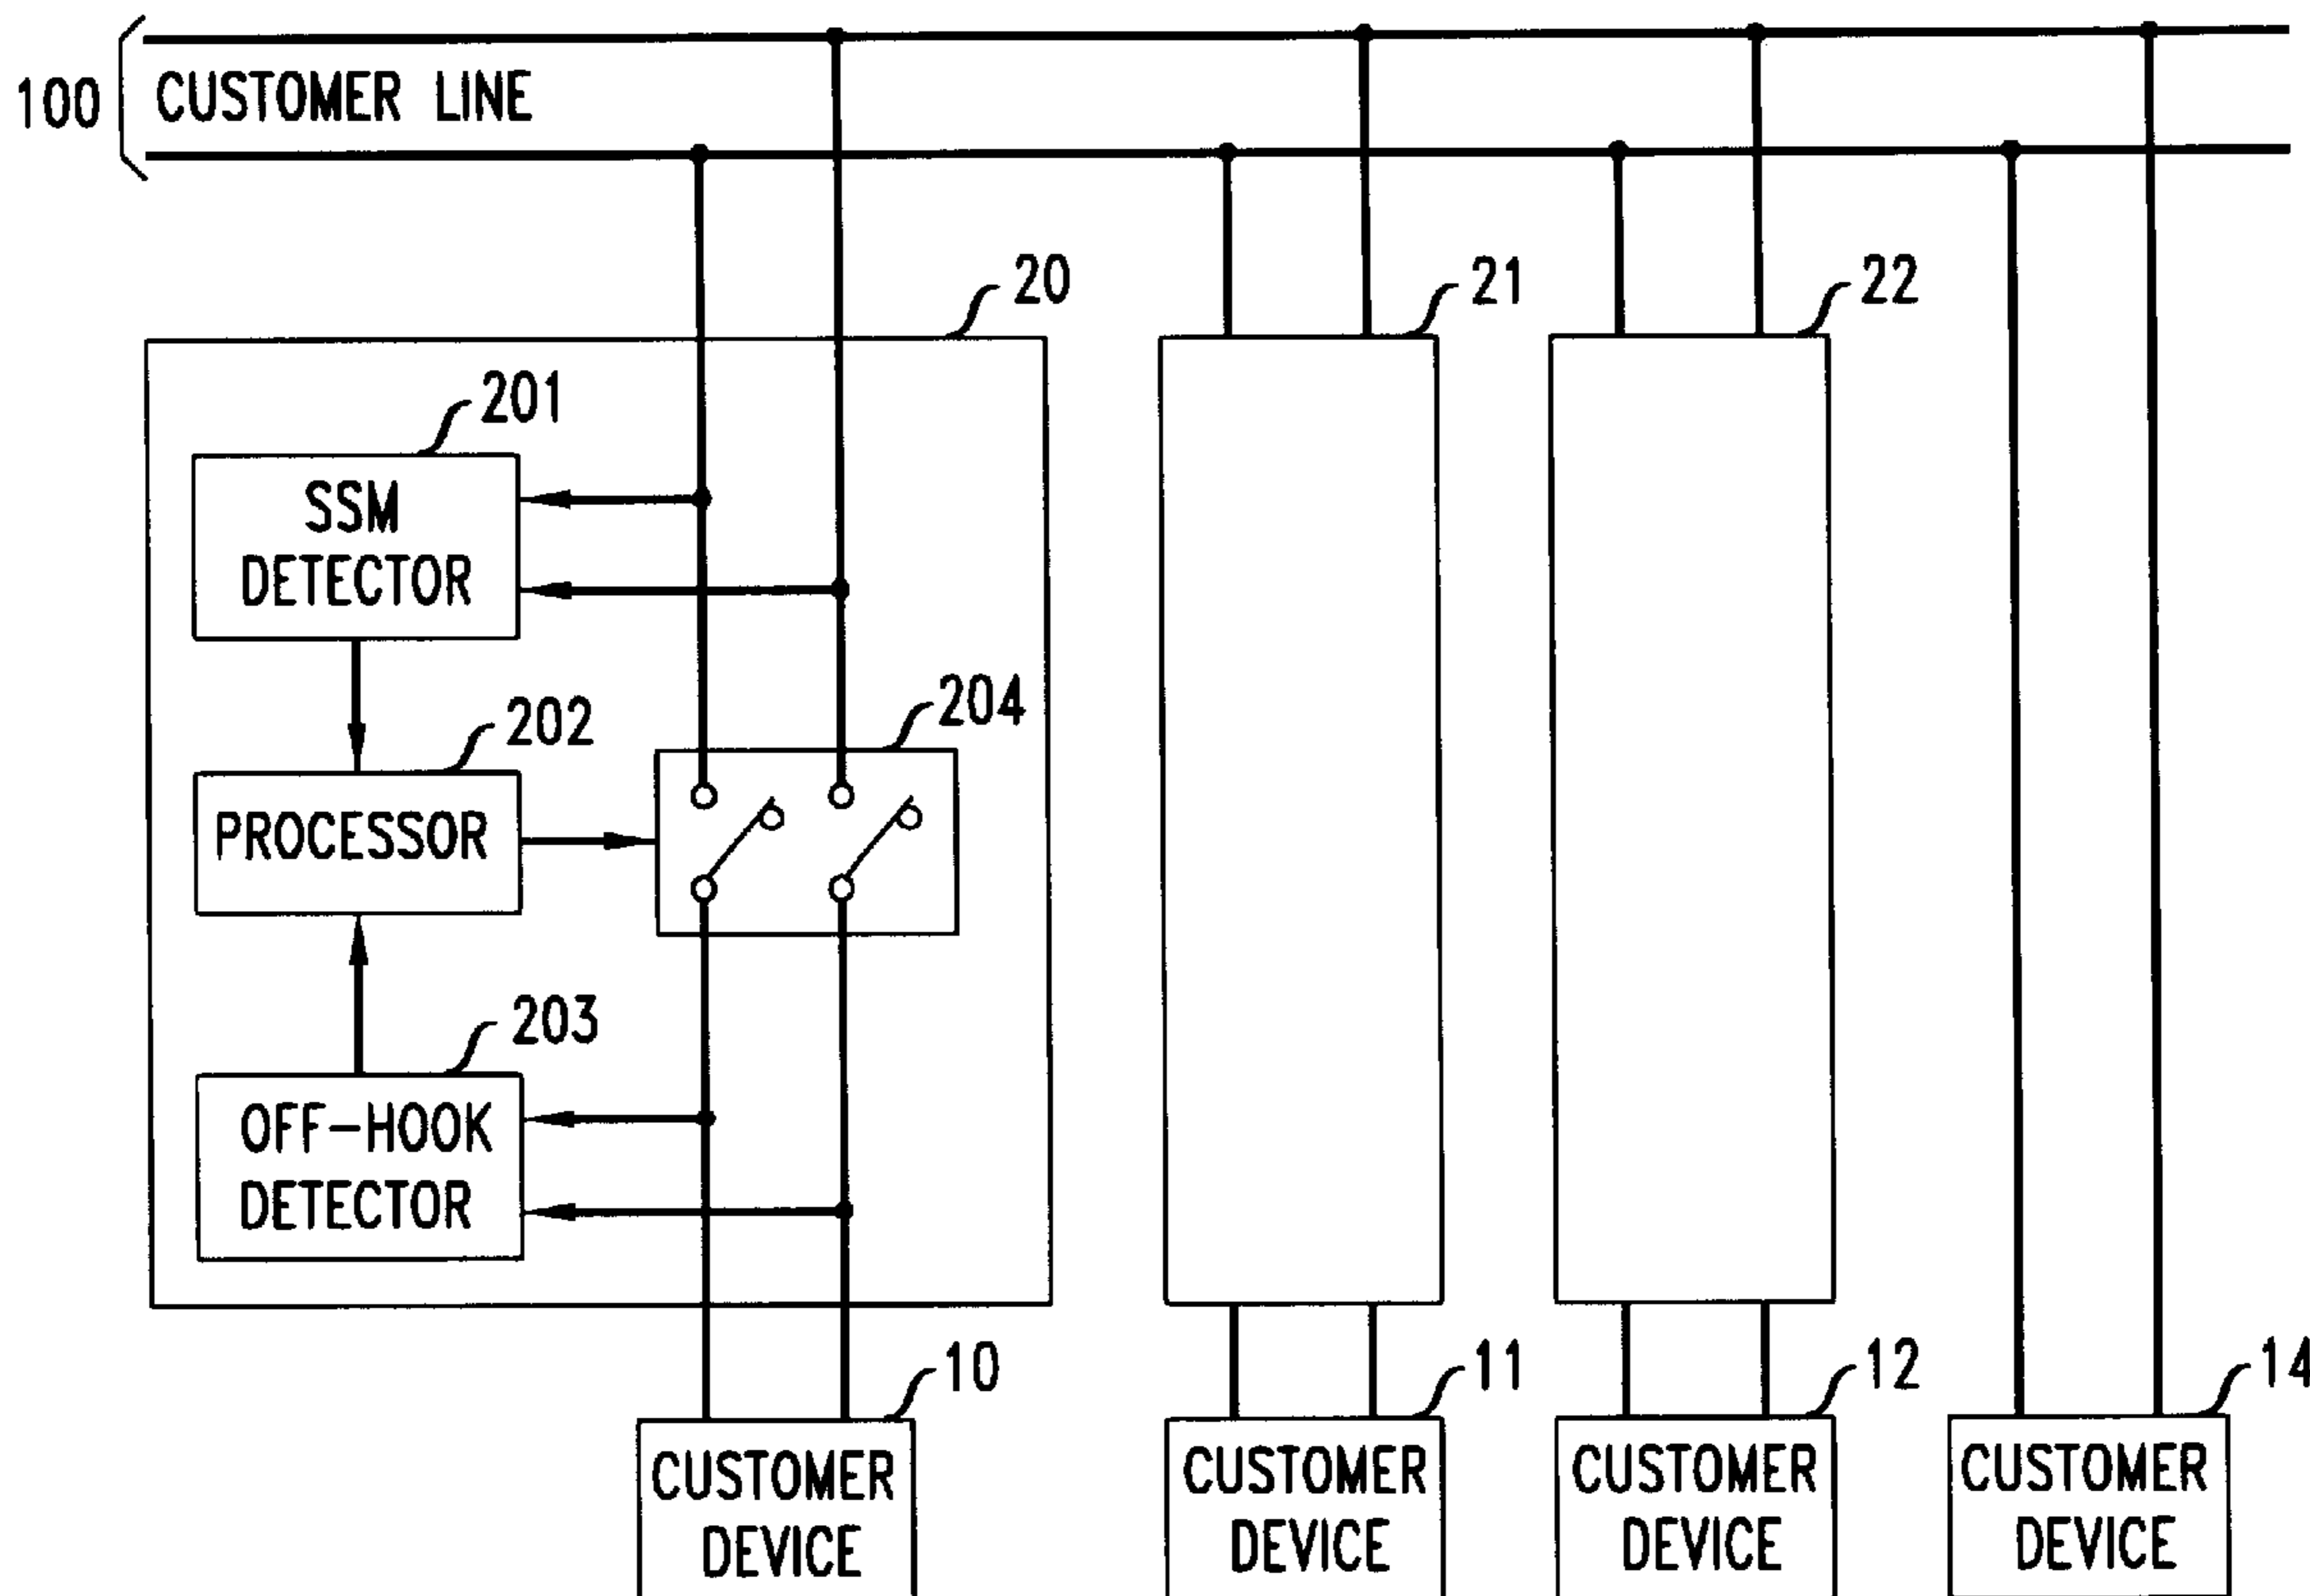 100
CUSTOMER LINE
20
21
22
201
SSM
DETECTOR
202
204
PROCESSOR
203
OFF-HOOK
DETECTOR
10
11
12
14
CUSTOMER
DEVICE
CUSTOMER
DEVICE
CUSTOMER
DEVICE
CUSTOMER
DEVICE